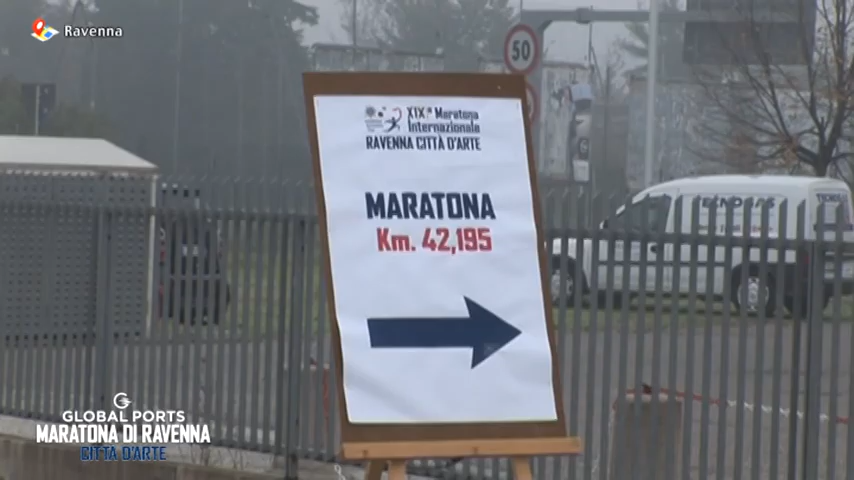 Ravenna
50
XIX.a Maratona
Internazionale
RAVENNA CITTÀ D'ARTE
MARATONA
Km. 42,195
TECNOGAS
GLOBAL PORTS
MARATONA DI RAVENNA
CITTÀ D'ARTE